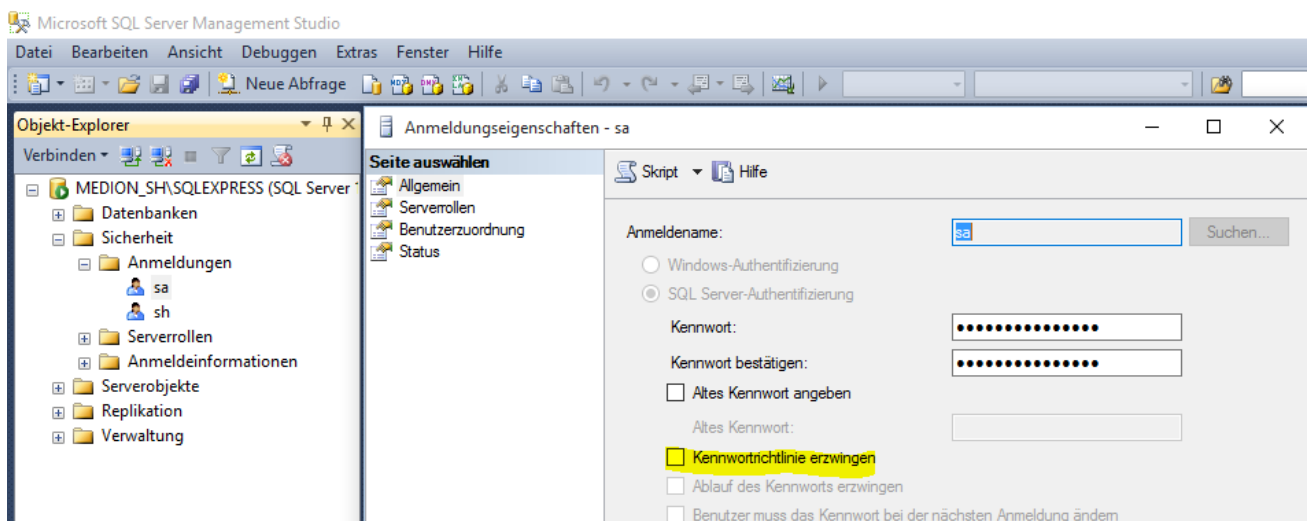 Microsoft SQL Server Management Studio
Datei Bearbeiten Ansicht Debuggen Extras Fenster Hilfe
Neue Abfrage
Objekt-Explorer
Verbinden
MEDION_SH\SQLEXPRESS (SQL Server
Datenbanken
Sicherheit
Anmeldungen
sa
sh
Serverrollen
Anmeldeinformationen
Serverobjekte
Replikation
Verwaltung
Anmeldungseigenschaften - sa
Seite auswählen
Allgemein
Serverrollen
Benutzerzuordnung
Status
Skript Hilfe
Anmeldename: sa Suchen...
Windows-Authentifizierung
SQL Server-Authentifizierung
Kennwort: ●●●●●●●●●●●●●●●
Kennwort bestätigen: ●●●●●●●●●●●●●●●
Altes Kennwort angeben
Altes Kennwort:
Kennwortrichtlinie erzwingen
Ablauf des Kennworts erzwingen
Benutzer muss das Kennwort bei der nächsten Anmeldung ändern